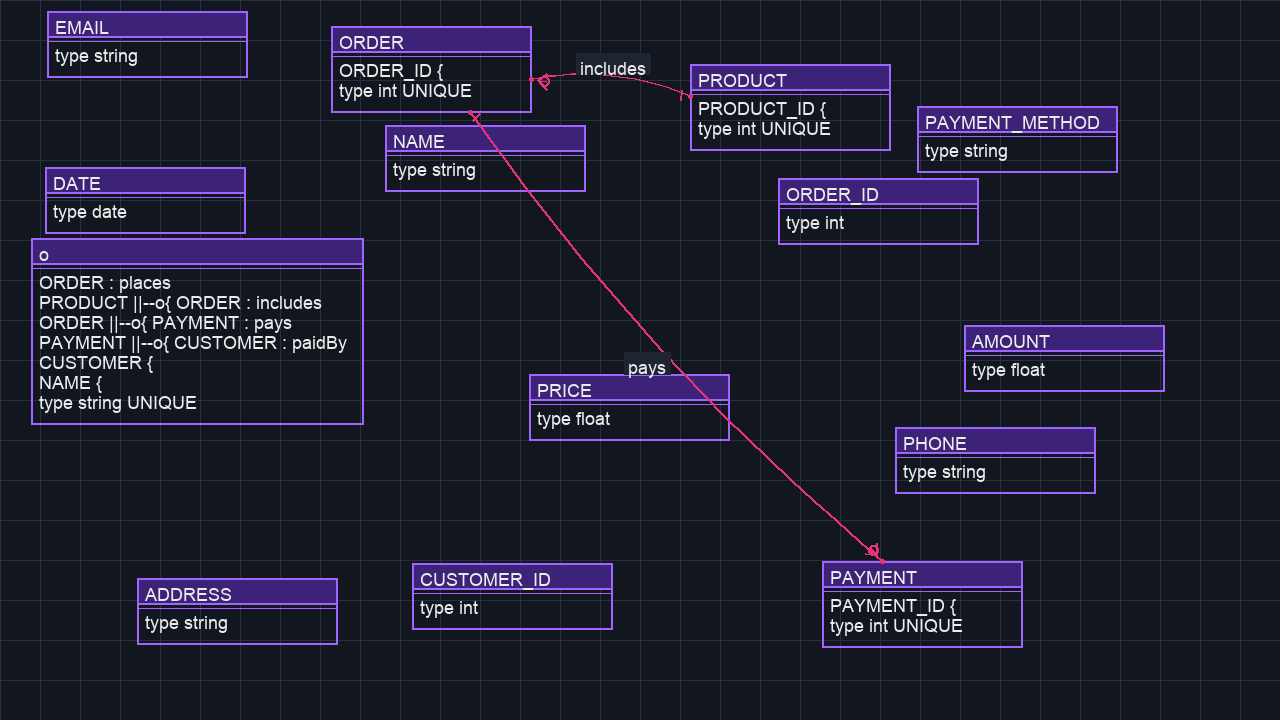 EMAIL
type string
ORDER
ORDER_ID {
type int UNIQUE
includes
PRODUCT
PRODUCT_ID {
type int UNIQUE
PAYMENT_METHOD
type string
NAME
type string
DATE
type date
ORDER_ID
type int
o
ORDER : places
PRODUCT ||--o{ ORDER : includes
ORDER ||--o{ PAYMENT : pays
PAYMENT ||--o{ CUSTOMER : paidBy
CUSTOMER {
NAME {
type string UNIQUE
AMOUNT
type float
pays
PRICE
type float
PHONE
type string
PAYMENT
PAYMENT_ID {
type int UNIQUE
CUSTOMER_ID
type int
ADDRESS
type string